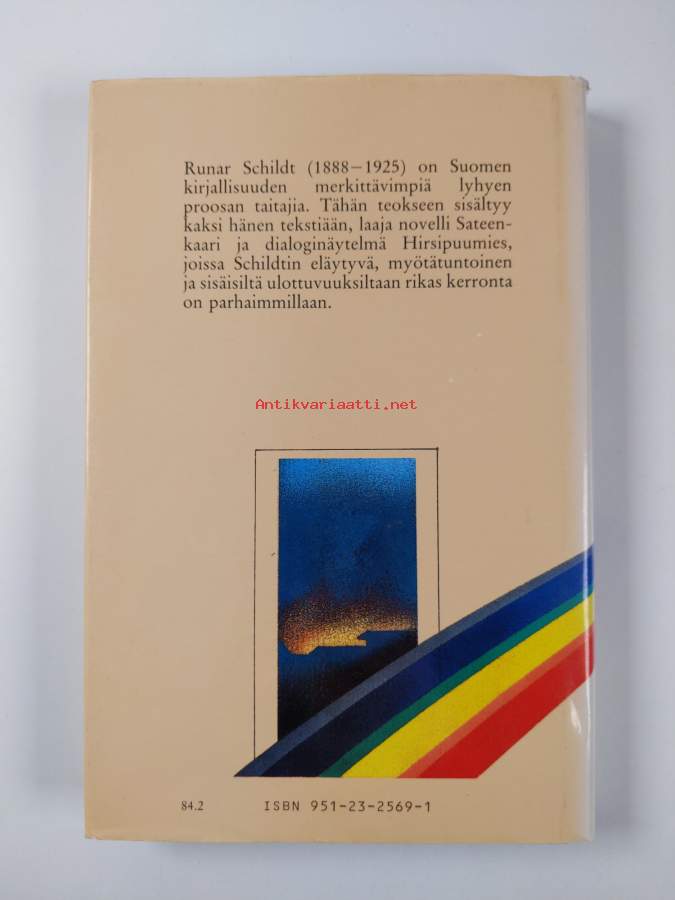 Runar Schildt (1888—1925) on Suomen
kirjallisuuden merkittävimpiä lyhyen
proosan taitajia. Tähän teokseen sisältyy
kaksi hänen tekstiään, laaja novelli Sateen-
kaari ja dialoginäytelmä Hirsipuumies,
joissa Schildtin eläytyvä, myötätuntoinen
ja sisäisiltä ulottuvuuksiltaan rikas kerronta
on parhaimmillaan.
Antikvariaatti.net
84.2 ISBN 951-23-2569-1